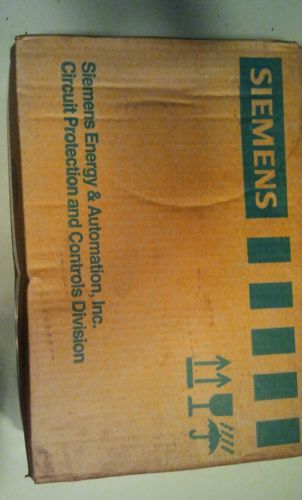 SIEMENS
Siemens Energy & Automation, Inc.
Circuit Protection and Controls Division